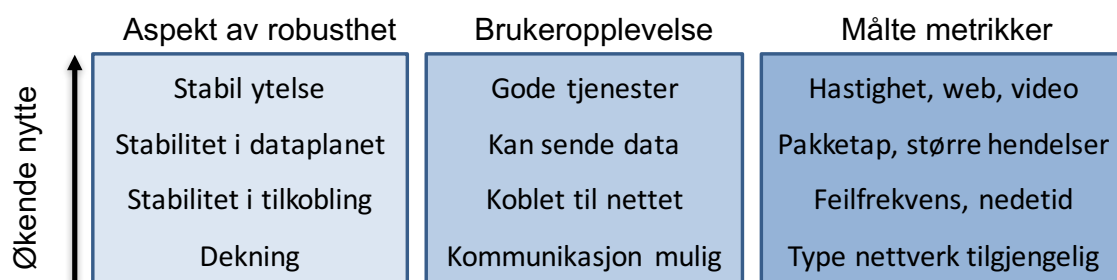 Aspekt av robusthet
Brukeropplevelse
Målte metrikker
Økende nytte
Stabil ytelse
Gode tjenester
Hastighet, web, video
Stabilitet i dataplanet
Kan sende data
Pakketap, større hendelser
Stabilitet i tilkobling
Koblet til nettet
Feilfrekvens, nedetid
Dekning
Kommunikasjon mulig
Type nettverk tilgjengelig